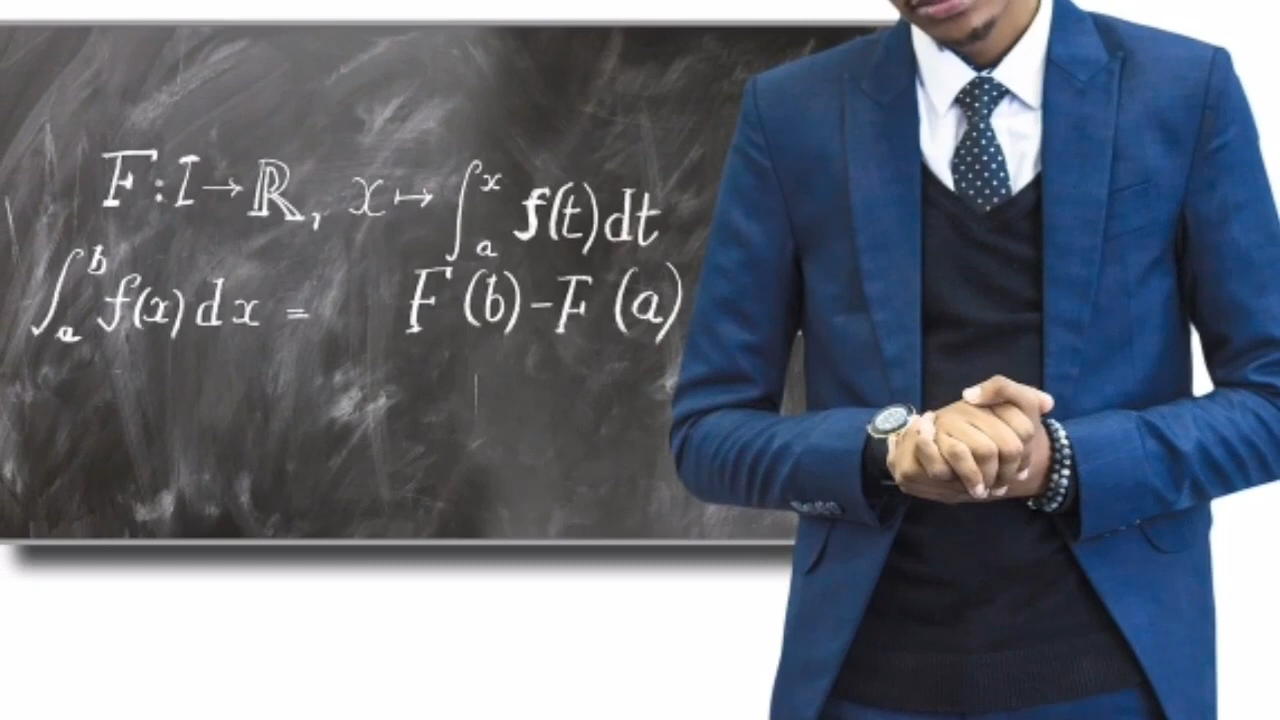 F : I → ℝ, x ↦ ∫ₐˣ f(t)dt
∫ₐᵇ f(x)dx = F(b)-F(a)